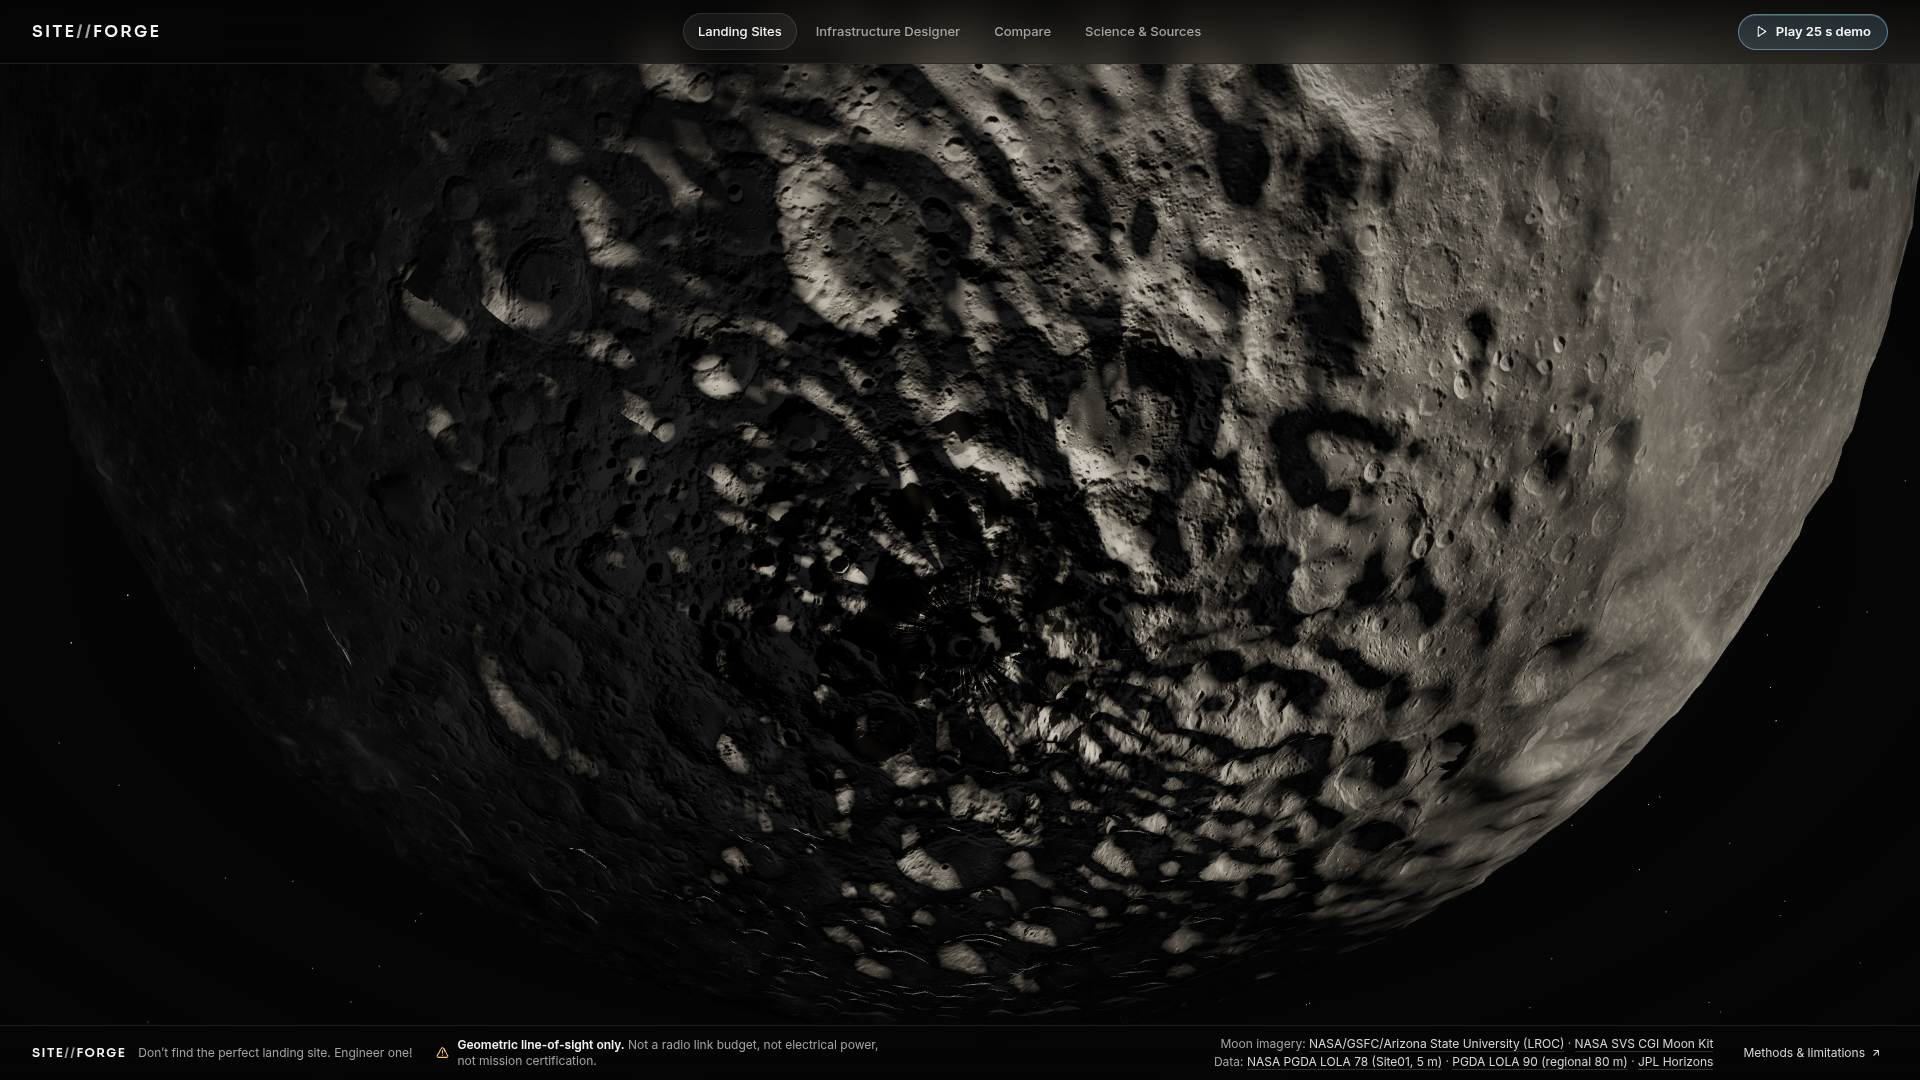 SITE//FORGE
Landing Sites
Infrastructure Designer
Compare
Science & Sources
Play 25 s demo
SITE//FORGE
Don’t find the perfect landing site. Engineer one!
Geometric line-of-sight only. Not a radio link budget, not electrical power,
not mission certification.
Moon imagery: NASA/GSFC/Arizona State University (LROC) · NASA SVS CGI Moon Kit
Data: NASA PGDA LOLA 78 (Site01, 5 m) · PGDA LOLA 90 (regional 80 m) · JPL Horizons
Methods & limitations